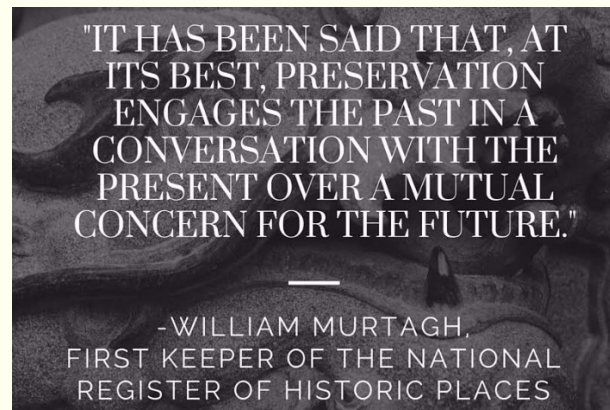 "IT HAS BEEN SAID THAT, AT
ITS BEST, PRESERVATION
ENGAGES THE PAST IN A
CONVERSATION WITH THE
PRESENT OVER A MUTUAL
CONCERN FOR THE FUTURE."
-WILLIAM MURTAGH,
FIRST KEEPER OF THE NATIONAL
REGISTER OF HISTORIC PLACES